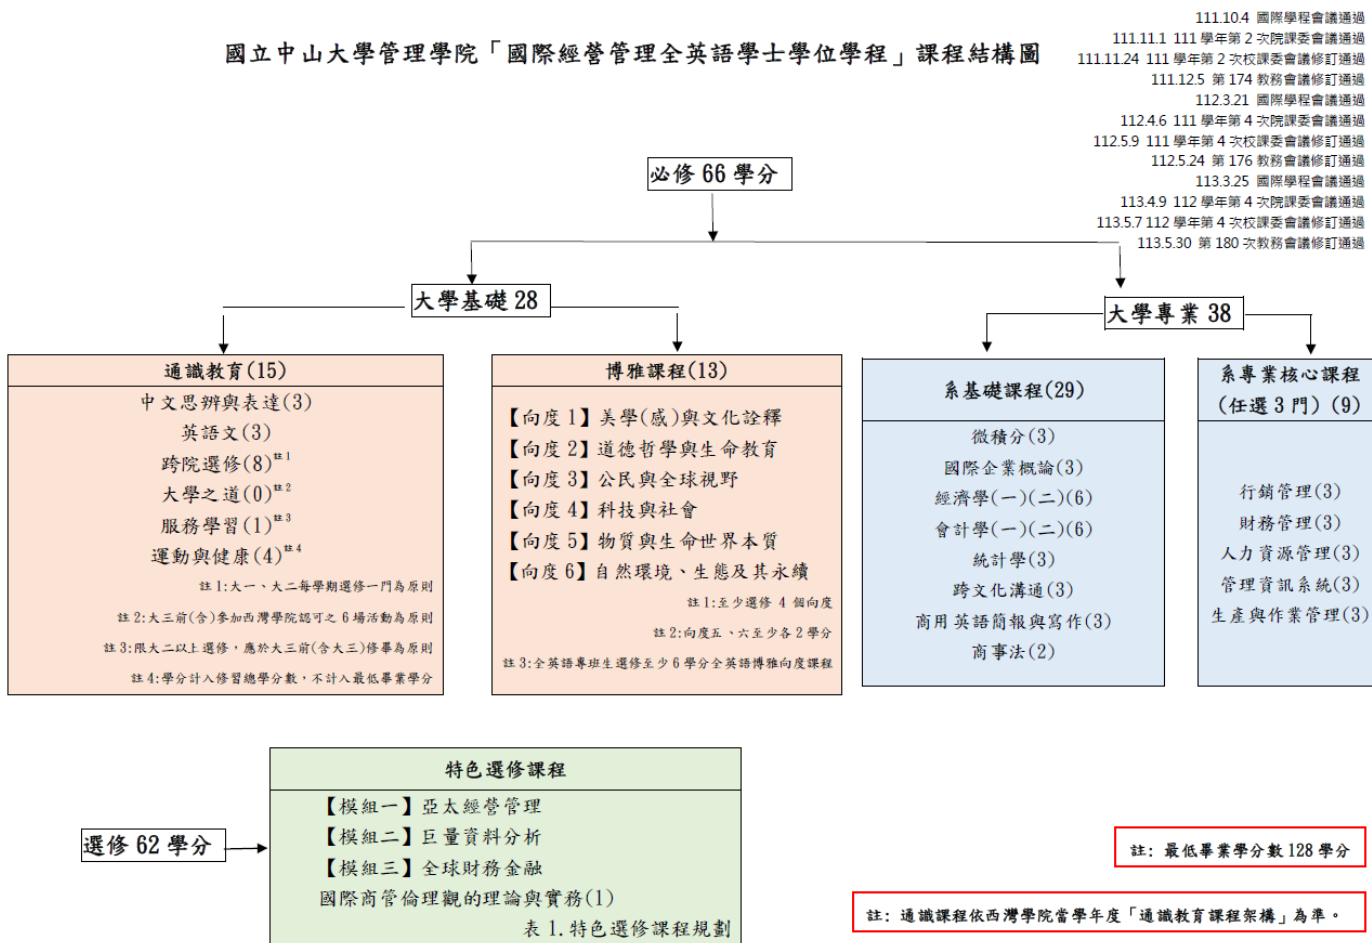 111.10.4 國際學程會議通過
111.11.1 111 學年第 2 次院課委會議通過
111.11.24 111 學年第 2 次校課委會議修訂通過
111.12.5 第 174 教務會議修訂通過
112.3.21 國際學程會議通過
112.4.6 111 學年第 4 次院課委會議通過
112.5.9 111 學年第 4 次校課委會議修訂通過
112.5.24 第 176 教務會議修訂通過
113.3.25 國際學程會議通過
113.4.9 112 學年第 4 次院課委會議通過
113.5.7 112 學年第 4 次校課委會議修訂通過
113.5.30 第 180 次教務會議修訂通過
國立中山大學管理學院「國際經營管理全英語學士學位學程」課程結構圖
必修 66 學分
大學基礎 28
大學專業 38
通識教育(15)
中文思辨與表達(3)
英語文(3)
跨院選修(8)註1
大學之道(0)註2
服務學習(1)註3
運動與健康(4)註4
註 1:大一、大二每學期選修一門為原則
註 2:大三前(含)參加西灣學院認可之 6 場活動為原則
註 3:限大二以上選修，應於大三前(含大三)修畢為原則
註 4:學分計入修習總學分數，不計入最低畢業學分
博雅課程(13)
【向度 1】美學(感)與文化詮釋
【向度 2】道德哲學與生命教育
【向度 3】公民與全球視野
【向度 4】科技與社會
【向度 5】物質與生命世界本質
【向度 6】自然環境、生態及其永續
註 1:至少選修 4 個向度
註 2:向度五、六至少各 2 學分
註 3:全英語專班生選修至少 6 學分全英語博雅向度課程
系基礎課程(29)
微積分(3)
國際企業概論(3)
經濟學(一)(二)(6)
會計學(一)(二)(6)
統計學(3)
跨文化溝通(3)
商用英語簡報與寫作(3)
商事法(2)
系專業核心課程
(任選 3 門) (9)
行銷管理(3)
財務管理(3)
人力資源管理(3)
管理資訊系統(3)
生產與作業管理(3)
選修 62 學分
特色選修課程
【模組一】亞太經營管理
【模組二】巨量資料分析
【模組三】全球財務金融
國際商管倫理觀的理論與實務(1)
表 1.特色選修課程規劃
註: 最低畢業學分數 128 學分
註: 通識課程依西灣學院當學年度「通識教育課程架構」為準。